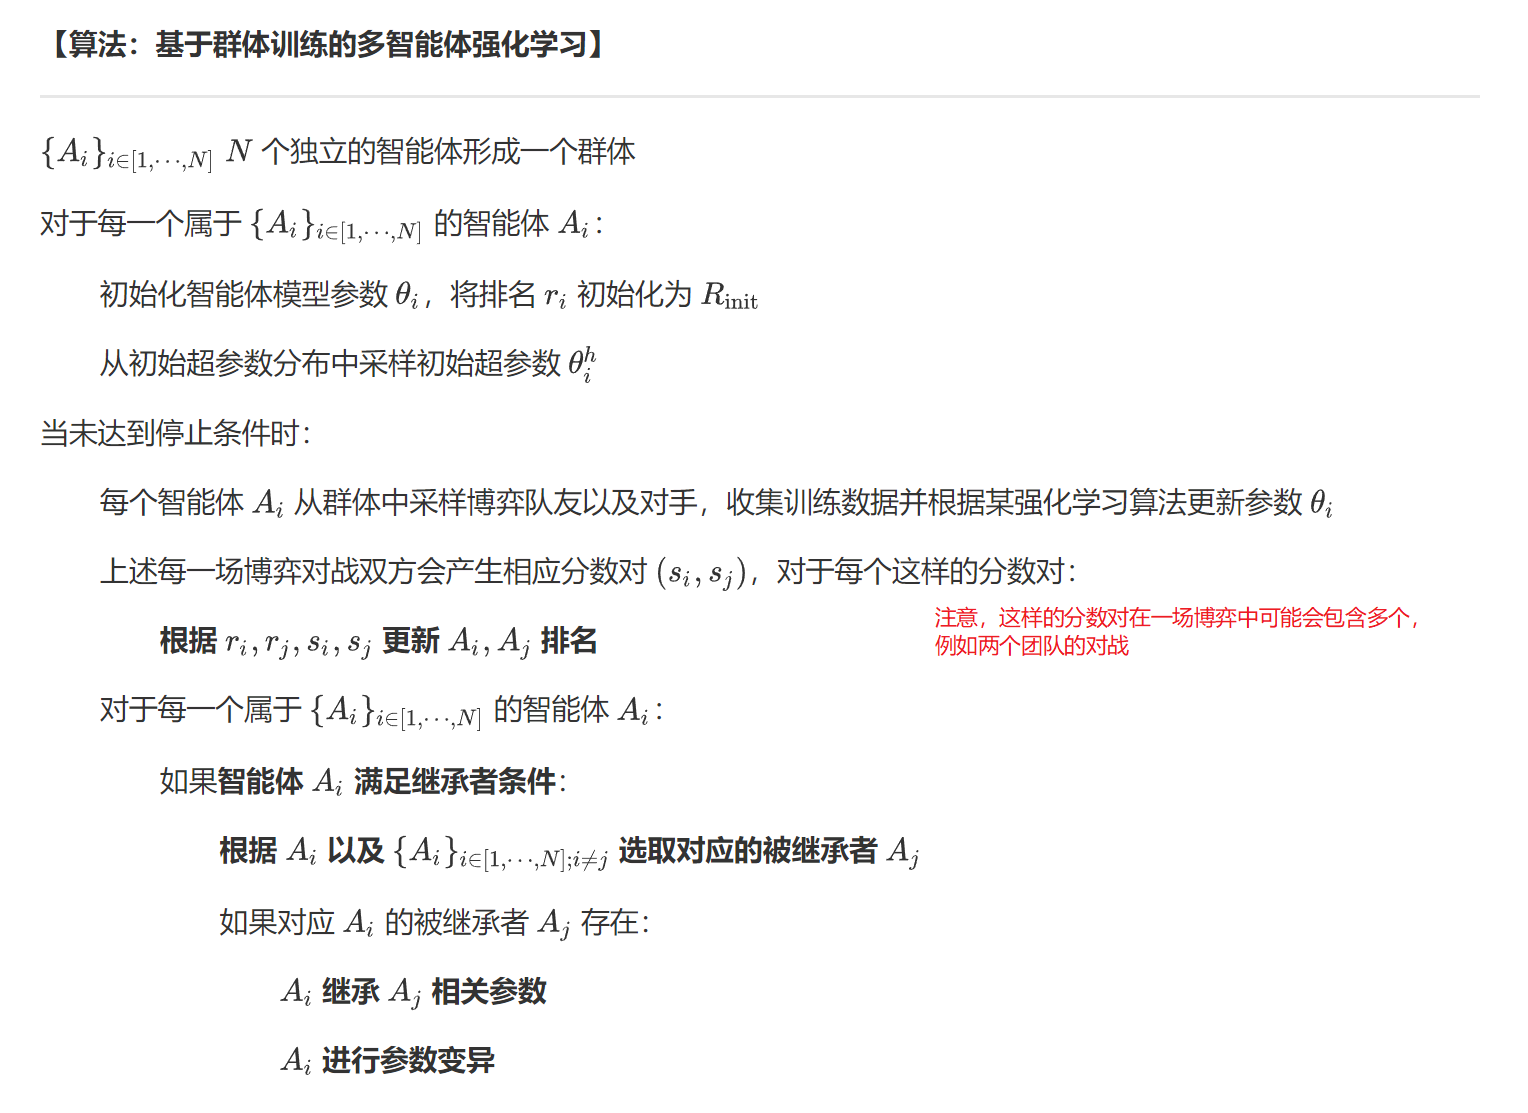 【算法：基于群体训练的多智能体强化学习】
$\{A_i\}_{i\in[1,\cdots,N]}$ $N$ 个独立的智能体形成一个群体
对于每一个属于 $\{A_i\}_{i\in[1,\cdots,N]}$ 的智能体 $A_i$：
初始化智能体模型参数 $\theta_i$，将排名 $r_i$ 初始化为 $R_{\text{init}}$
从初始超参数分布中采样初始超参数 $\theta_i^h$
当未达到停止条件时：
每个智能体 $A_i$ 从群体中采样博弈队友以及对手，收集训练数据并根据某强化学习算法更新参数 $\theta_i$
上述每一场博弈对战双方会产生相应分数对 $(s_i, s_j)$，对于每个这样的分数对：
注意，这样的分数对在一场博弈中可能会包含多个，
例如两个团队的对战
根据 $r_i, r_j, s_i, s_j$ 更新 $A_i, A_j$ 排名
对于每一个属于 $\{A_i\}_{i\in[1,\cdots,N]}$ 的智能体 $A_i$：
如果智能体 $A_i$ 满足继承者条件：
根据 $A_i$ 以及 $\{A_i\}_{i\in[1,\cdots,N];i\neq j}$ 选取对应的被继承者 $A_j$
如果对应 $A_i$ 的被继承者 $A_j$ 存在：
$A_i$ 继承 $A_j$ 相关参数
$A_i$ 进行参数变异